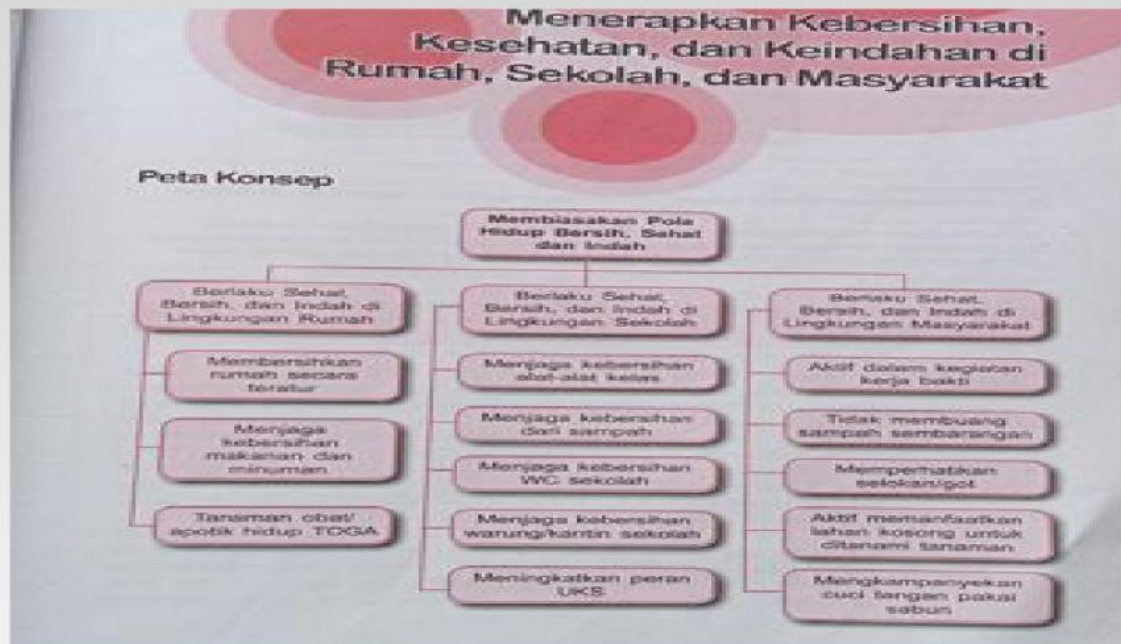 Menerapkan Kebersihan,
Kesehatan, dan Keindahan di
Rumah, Sekolah, dan Masyarakat
Peta Konsep
Membiasakan Pola
Hidup Bersih, Sehat
dan Indah
Berlaku Sehat,
Bersih, dan Indah di
Lingkungan Rumah
Membersihkan
rumah secara
teratur
Menjaga
kebersihan
makanan dan
minuman
Tanaman obat/
apotik hidup TOGA
Berlaku Sehat,
Bersih, dan Indah di
Lingkungan Sekolah
Menjaga kebersihan
alat-alat kelas
Menjaga kebersihan
dari sampah
Menjaga kebersihan
WC sekolah
Menjaga kebersihan
warung/kantin sekolah
Meningkatkan peran
UKS
Berlaku Sehat,
Bersih, dan Indah di
Lingkungan Masyarakat
Aktif dalam kegiatan
kerja bakti
Tidak membuang
sampah sembarangan
Memperhatikan
selokan/got
Aktif memanfaatkan
lahan kosong untuk
ditanami tanaman
Mengkampanyekan
cuci tangan pakai
sabun